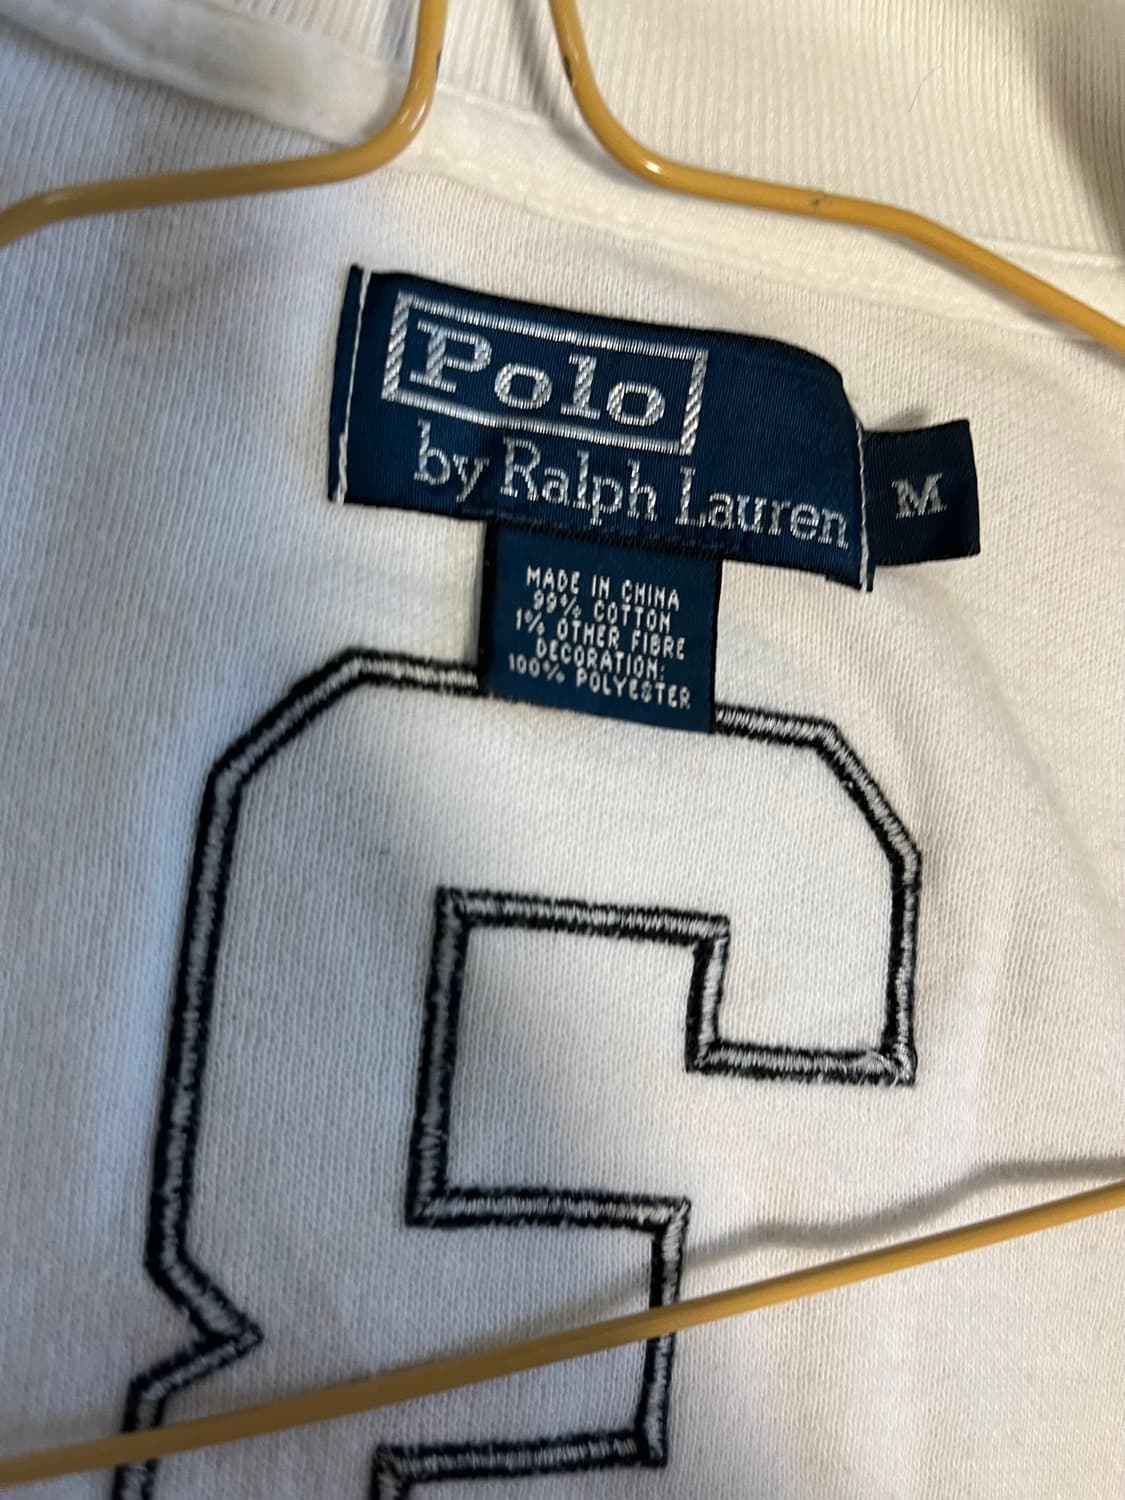 Polo
by Ralph Lauren
M
MADE IN CHINA
99% COTTON
1% OTHER FIBRE
DECORATION:
100% POLYESTER